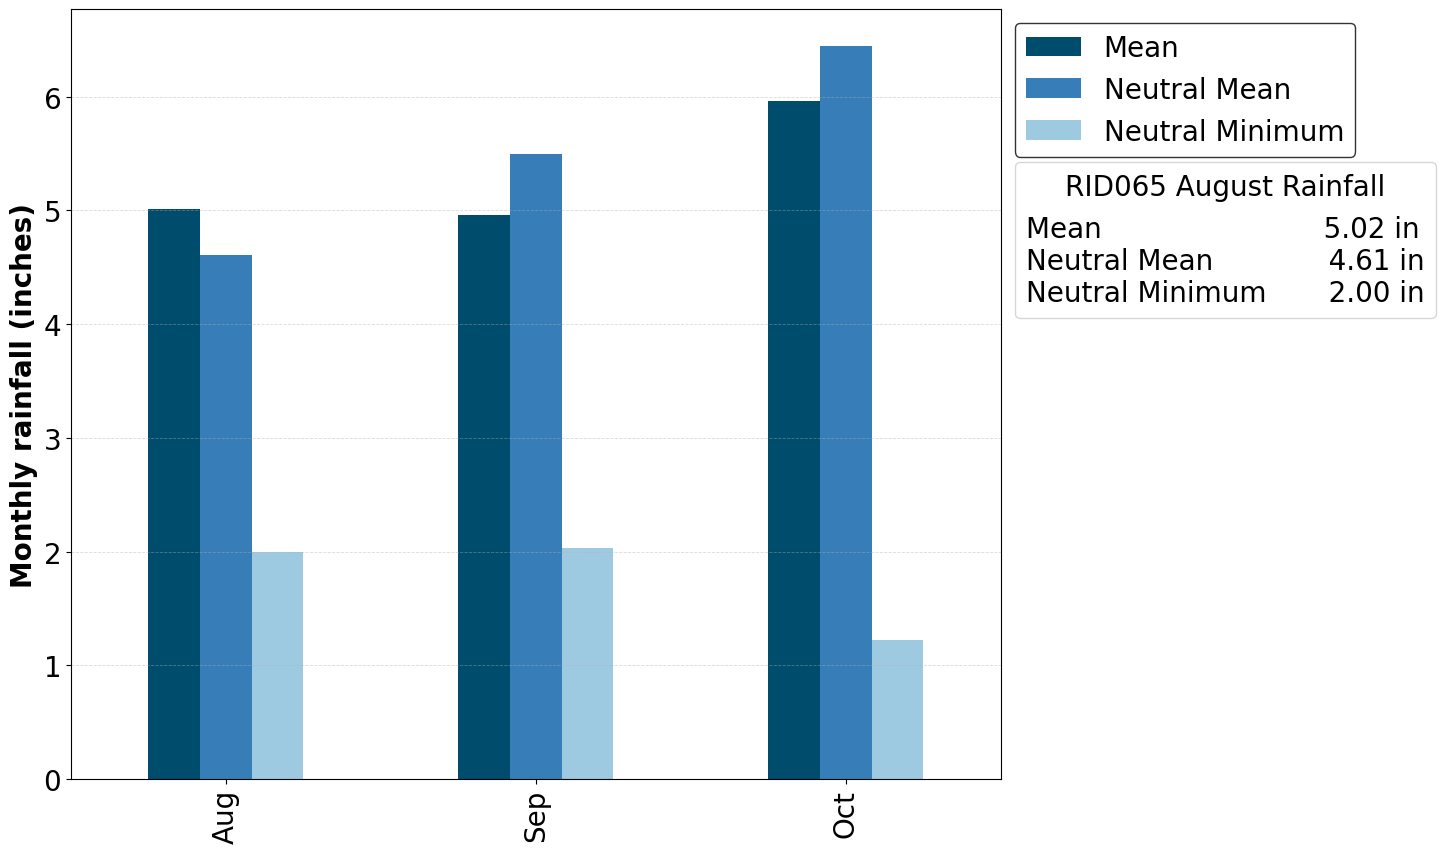 Monthly rainfall (inches)
6
5
4
3
2
1
0
Aug
Sep
Oct
Mean
Neutral Mean
Neutral Minimum
RID065 August Rainfall
Mean 5.02 in
Neutral Mean 4.61 in
Neutral Minimum 2.00 in